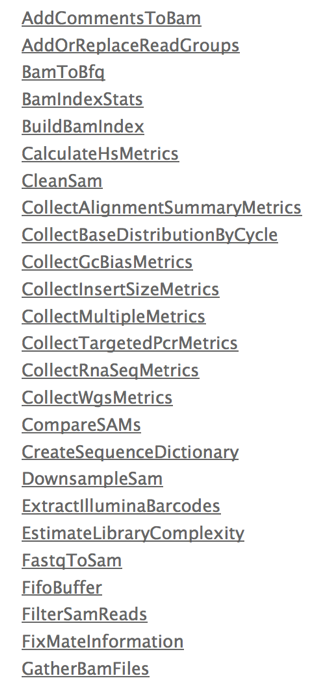 AddCommentsToBam
AddOrReplaceReadGroups
BamToBfq
BamIndexStats
BuildBamIndex
CalculateHsMetrics
CleanSam
CollectAlignmentSummaryMetrics
CollectBaseDistributionByCycle
CollectGcBiasMetrics
CollectInsertSizeMetrics
CollectMultipleMetrics
CollectTargetedPcrMetrics
CollectRnaSeqMetrics
CollectWgsMetrics
CompareSAMs
CreateSequenceDictionary
DownsampleSam
ExtractIlluminaBarcodes
EstimateLibraryComplexity
FastqToSam
FifoBuffer
FilterSamReads
FixMateInformation
GatherBamFiles